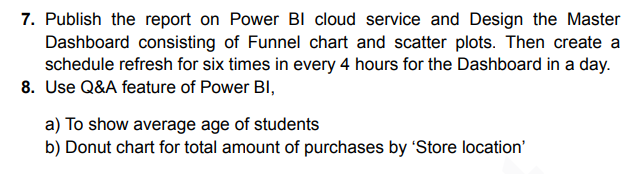 7. Publish the report on Power BI cloud service and Design the Master
Dashboard consisting of Funnel chart and scatter plots. Then create a
schedule refresh for six times in every 4 hours for the Dashboard in a day.
8. Use Q&A feature of Power BI,
a) To show average age of students
b) Donut chart for total amount of purchases by ‘Store location’